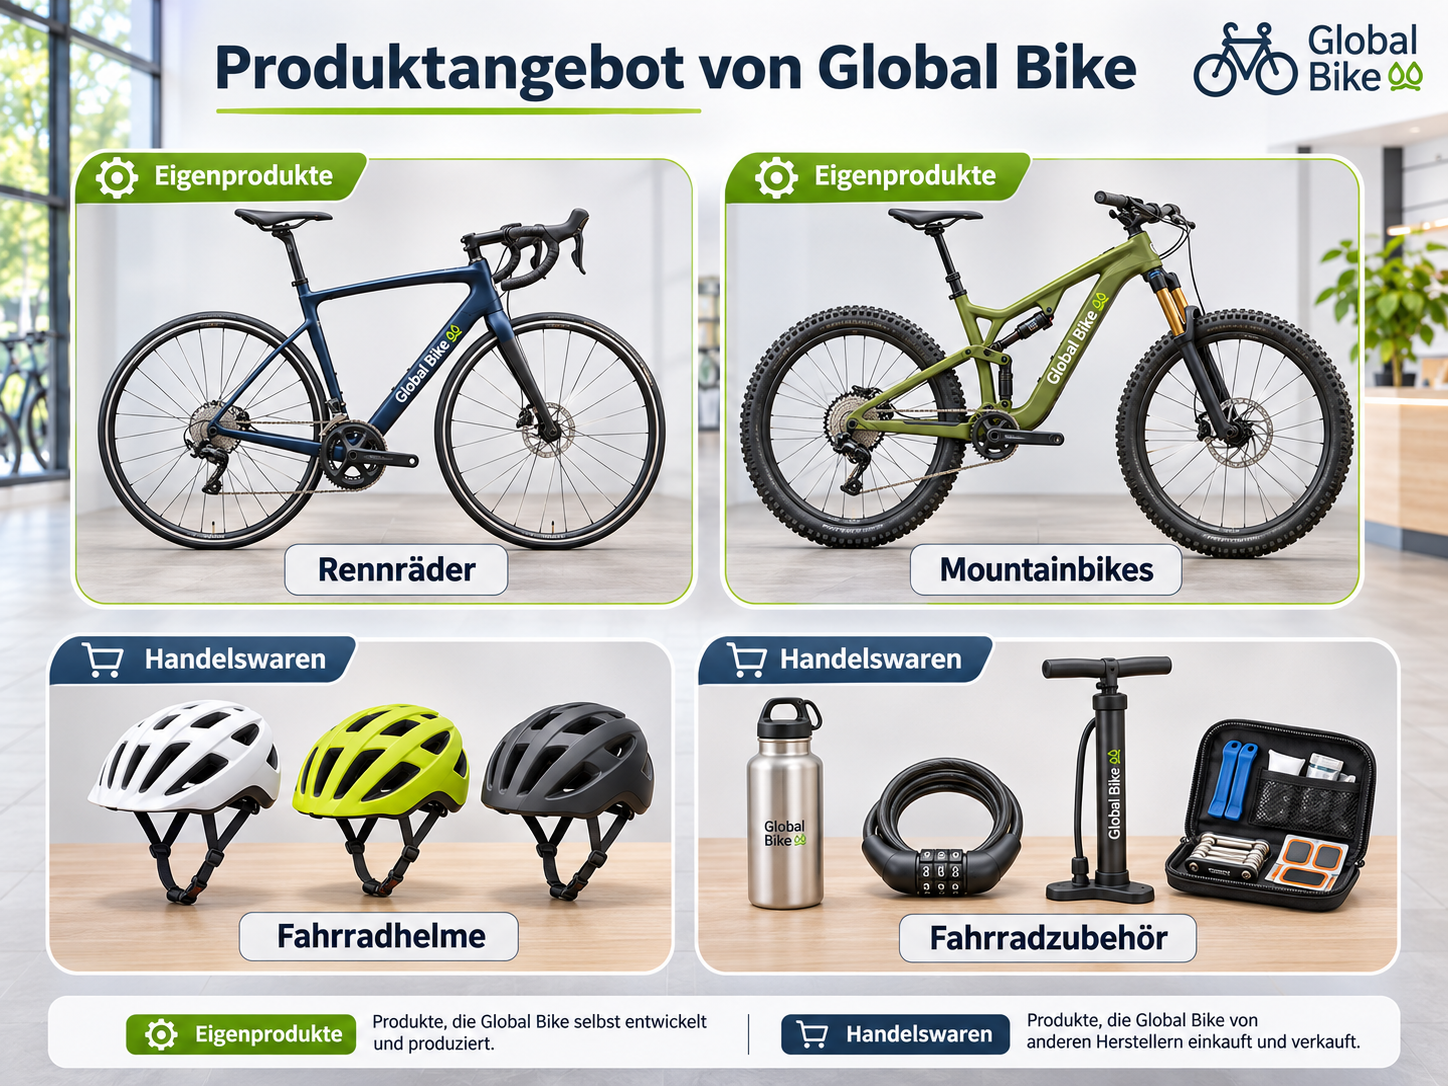 Produktangebot von Global Bike
Global
Bike
Eigenprodukte
Global Bike
Rennräder
Eigenprodukte
Global Bike
Mountainbikes
Handelswaren
Fahrradhelme
Handelswaren
Global
Bike
Global Bike
Fahrradzubehör
Eigenprodukte
Produkte, die Global Bike selbst entwickelt
und produziert.
Handelswaren
Produkte, die Global Bike von
anderen Herstellern einkauft und verkauft.